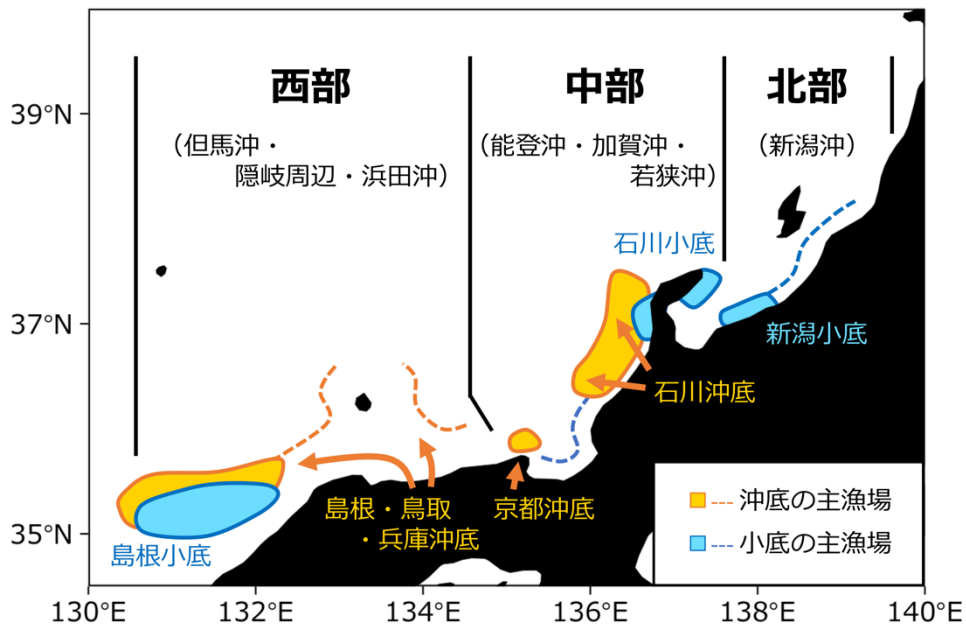 西部
中部
北部
（但馬沖・
隠岐周辺・浜田沖）
（能登沖・加賀沖・
若狭沖）
（新潟沖）
39°N
37°N
35°N
石川小底
新潟小底
石川沖底
島根・鳥取
・兵庫沖底
京都沖底
島根小底
沖底の主漁場
小底の主漁場
130°E
132°E
134°E
136°E
138°E
140°E